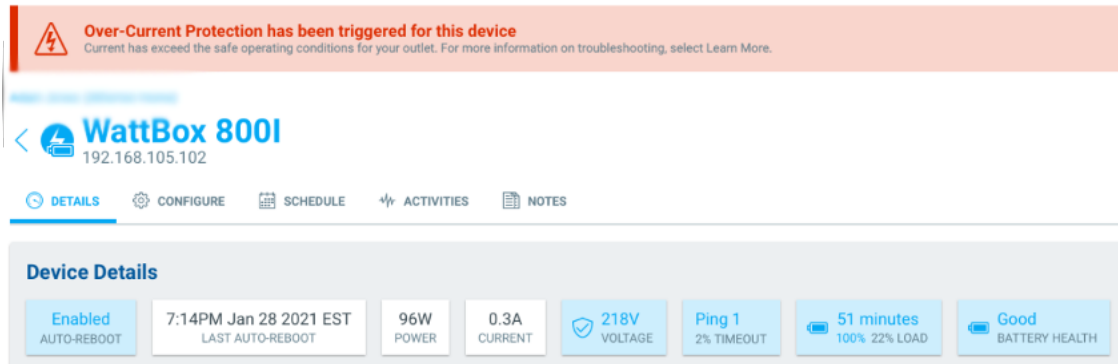 Over-Current Protection has been triggered for this device
Current has exceed the safe operating conditions for your outlet. For more information on troubleshooting, select Learn More.
WattBox 800I
192.168.105.102
DETAILS CONFIGURE SCHEDULE ACTIVITIES NOTES
Device Details
Enabled 7:14PM Jan 28 2021 EST 96W 0.3A 218V Ping 1 51 minutes Good
AUTO-REBOOT LAST AUTO-REBOOT POWER CURRENT VOLTAGE 2% TIMEOUT 100% 22% LOAD BATTERY HEALTH